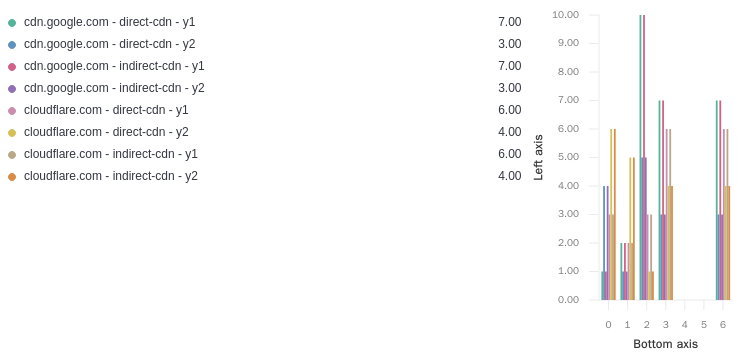 cdn.google.com - direct-cdn - y1 7.00
cdn.google.com - direct-cdn - y2 3.00
cdn.google.com - indirect-cdn - y1 7.00
cdn.google.com - indirect-cdn - y2 3.00
cloudflare.com - direct-cdn - y1 6.00
cloudflare.com - direct-cdn - y2 4.00
cloudflare.com - indirect-cdn - y1 6.00
cloudflare.com - indirect-cdn - y2 4.00
Left axis
10.00
9.00
8.00
7.00
6.00
5.00
4.00
3.00
2.00
1.00
0.00
0 1 2 3 4 5 6
Bottom axis